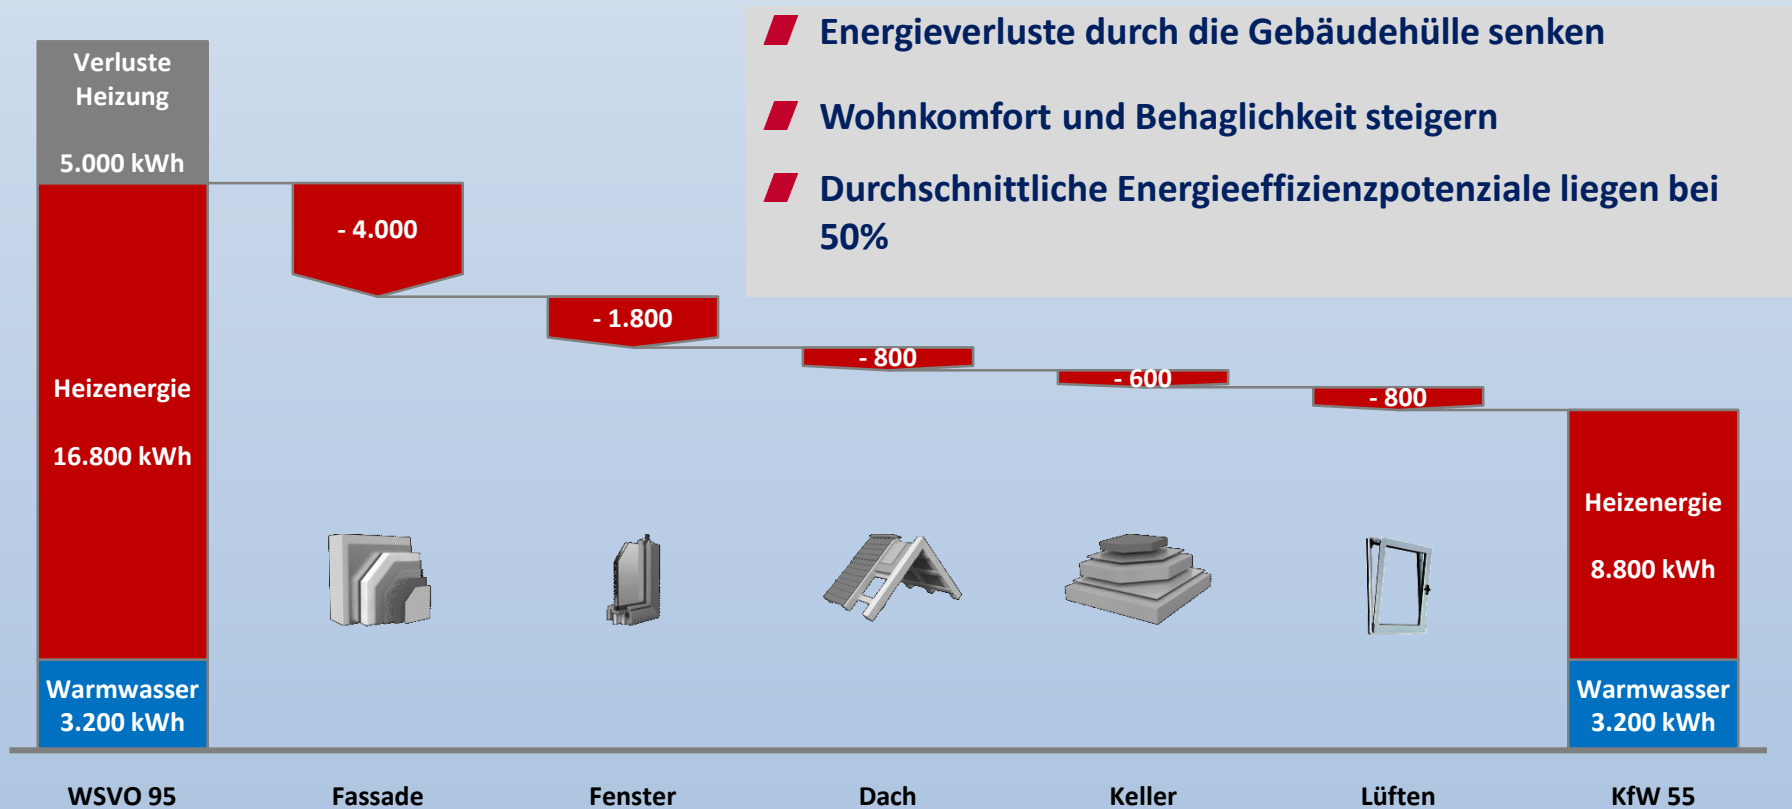 Energieverluste durch die Gebäudehülle senken
Wohnkomfort und Behaglichkeit steigern
Durchschnittliche Energieeffizienzpotenziale liegen bei
50%
Verluste
Heizung
5.000 kWh
Heizenergie
16.800 kWh
Warmwasser
3.200 kWh
- 4.000
- 1.800
- 800
- 600
- 800
Heizenergie
8.800 kWh
Warmwasser
3.200 kWh
WSVO 95
Fassade
Fenster
Dach
Keller
Lüften
KfW 55